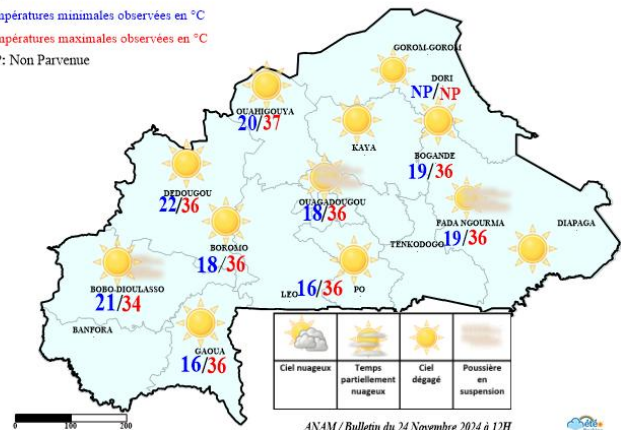 mpératures minimales observées en °C
mpératures maximales observées en °C
P: Non Parvenue
GOROM-GOROM
DORI
NP/NP
OUAHIGOUYA
20/37
KAYA
BOGANDE
19/36
DEDOUGOU
22/36
OUAGADOUGOU
18/36
FADA NGOURMA
19/36
DIAPAGA
TENKODOGO
BOROMO
18/36
BOBO-DIOULASSO
21/34
LEO
16/36
PO
BANFORA
GAOUA
16/36
Ciel nuageux
Temps partiellement nuageux
Ciel dégagé
Poussière en suspension
0 100 200
ANAM / Bulletin du 24 Novembre 2024 à 12H